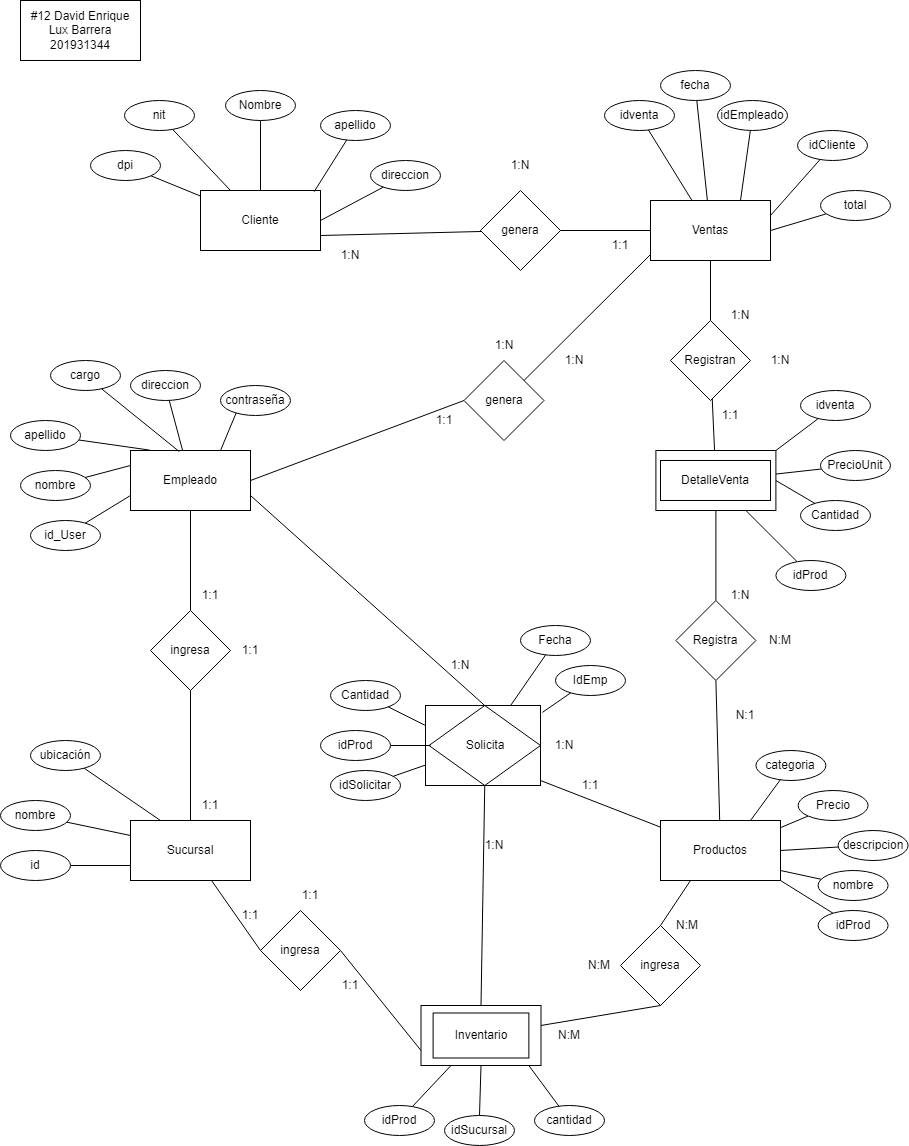 #12 David Enrique
Lux Barrera
201931344
fecha
Nombre
nit
idventa
idEmpleado
apellido
idCliente
dpi
1:N
direccion
total
Cliente
genera
Ventas
1:1
1:N
1:N
1:N
Registran
1:N
1:N
cargo
direccion
contraseña
genera
1:1
1:1
idventa
apellido
PrecioUnit
Empleado
DetalleVenta
nombre
Cantidad
id_User
idProd
1:1
1:N
Fecha
Registra
N:M
ingresa
1:1
1:N
IdEmp
Cantidad
N:1
idProd
Solicita
1:N
ubicación
categoria
idSolicitar
1:1
1:1
Precio
nombre
1:N
descripcion
Sucursal
Productos
id
nombre
1:1
1:1
N:M
idProd
ingresa
N:M
ingresa
1:1
Inventario
N:M
idProd
idSucursal
cantidad